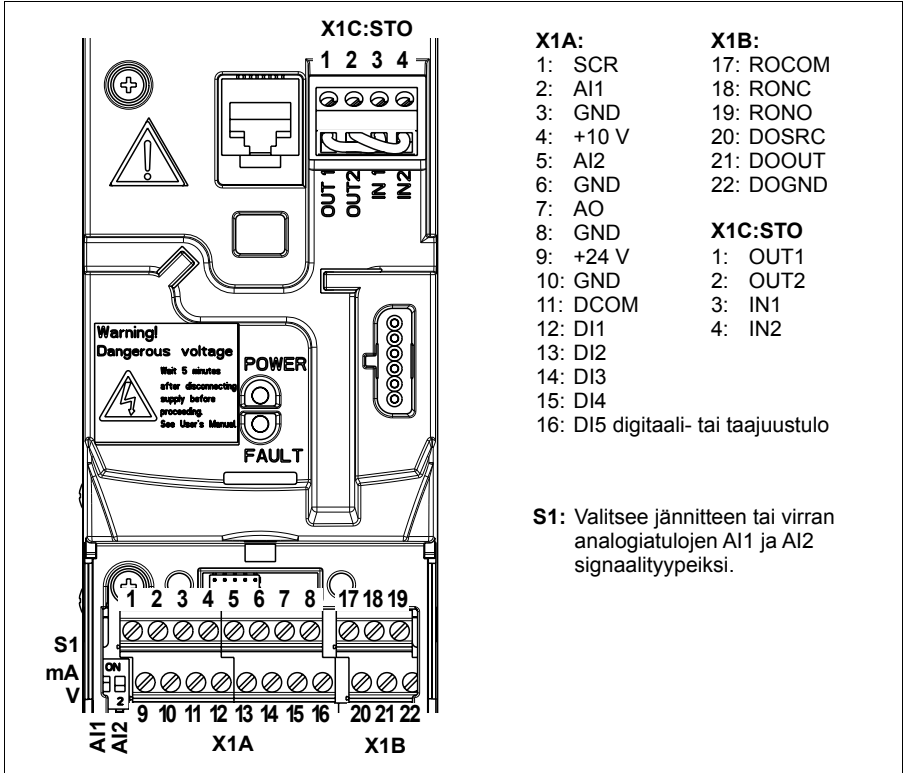 X1C:STO
1 2 3 4
OUT 1
OUT2
IN 1
IN2
Warning!
Dangerous voltage
Wait 5 minutes
after disconnecting
supply before
proceeding.
See User's Manual.
POWER
FAULT
1 2 3 4 5 6 7 8 17 18 19
S1
mA
V
ON
2
AI1
AI2
9 10 11 12 13 14 15 16 20 21 22
X1A X1B
X1A:
1: SCR
2: AI1
3: GND
4: +10 V
5: AI2
6: GND
7: AO
8: GND
9: +24 V
10: GND
11: DCOM
12: DI1
13: DI2
14: DI3
15: DI4
16: DI5 digitaali- tai taajuustulo
X1B:
17: ROCOM
18: RONC
19: RONO
20: DOSRC
21: DOOUT
22: DOGND
X1C:STO
1: OUT1
2: OUT2
3: IN1
4: IN2
S1: Valitsee jännitteen tai virran
analogiatulojen AI1 ja AI2
signaalityypeiksi.